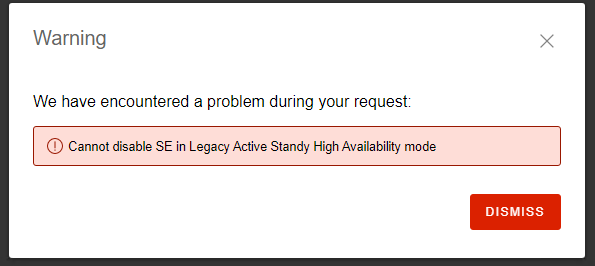 Warning
We have encountered a problem during your request:
Cannot disable SE in Legacy Active Standy High Availability mode
DISMISS